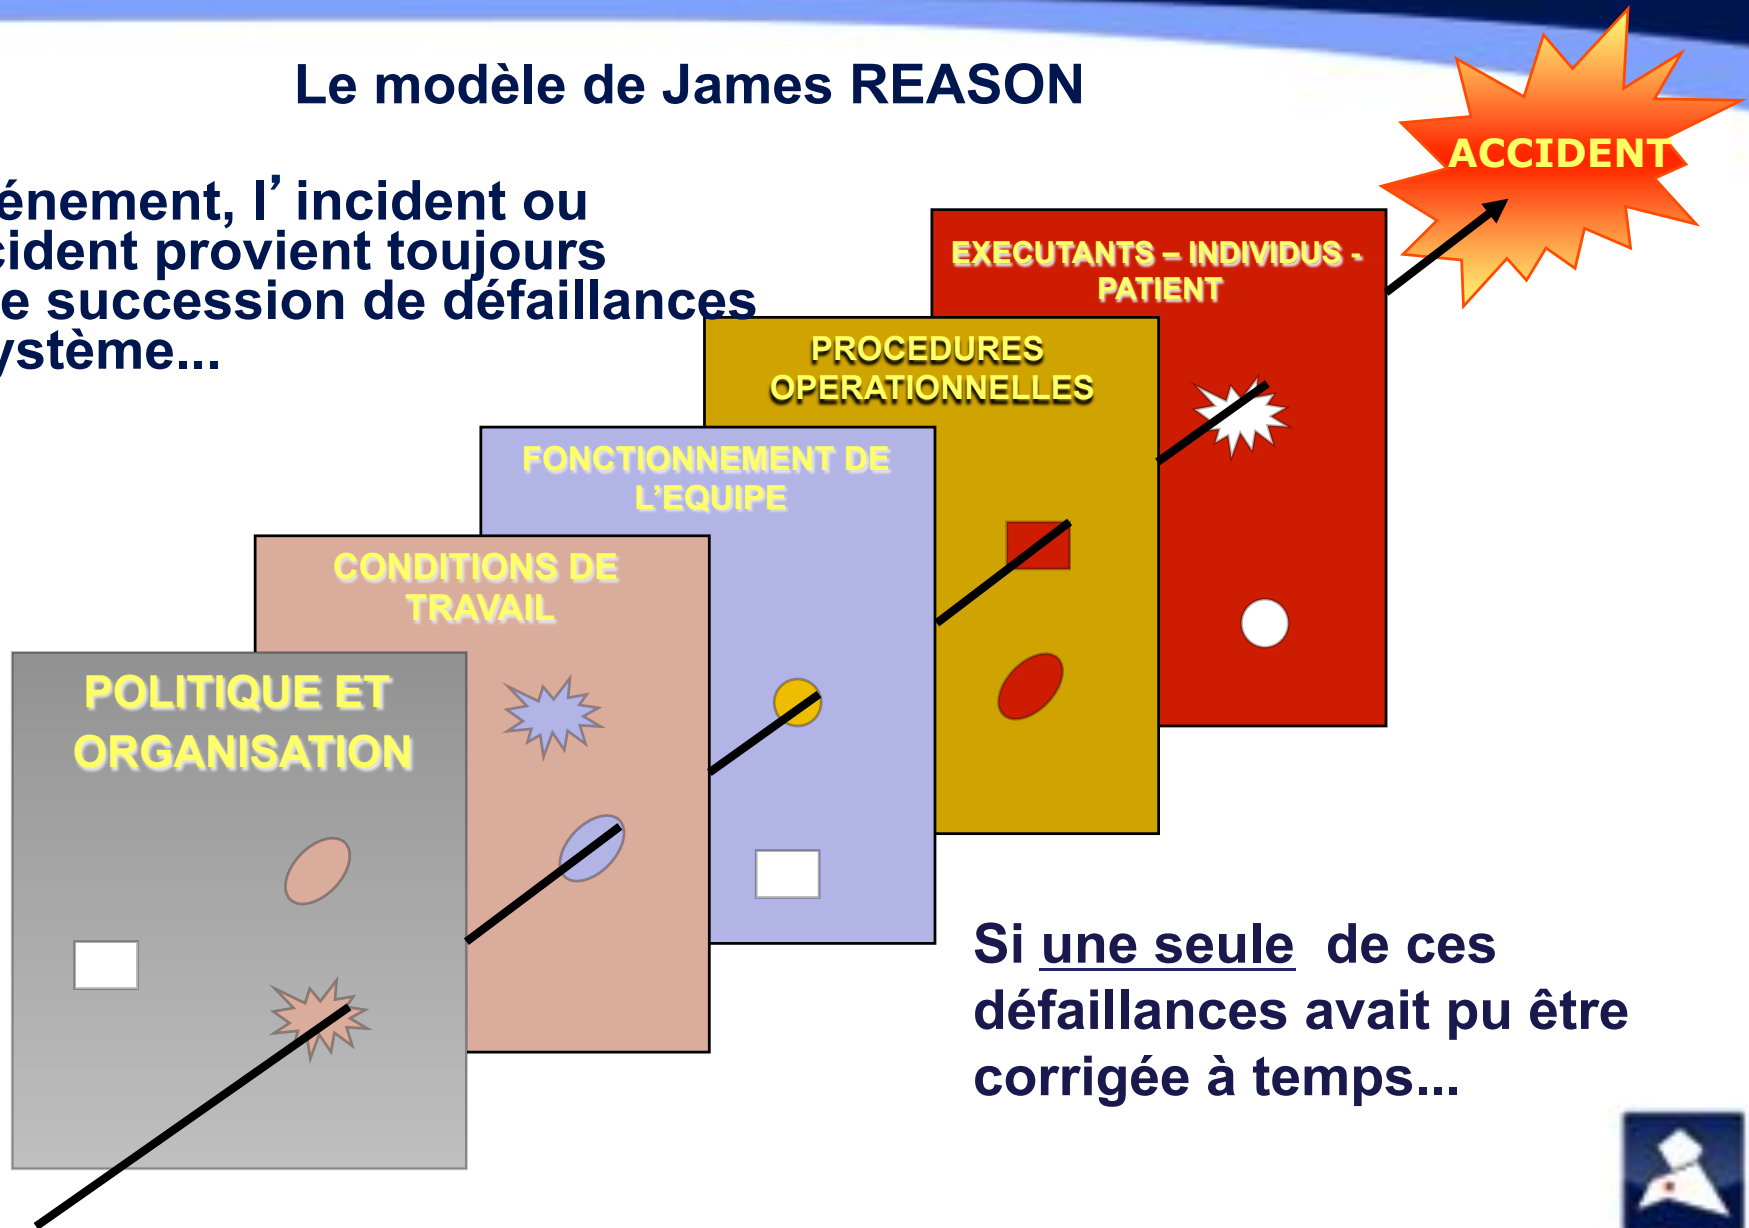 Le modèle de James REASON
énement, l’incident ou
cident provient toujours
e succession de défaillances
ystème...
ACCIDENT
EXECUTANTS – INDIVIDUS -
PATIENT
PROCEDURES
OPERATIONNELLES
FONCTIONNEMENT DE
L’EQUIPE
CONDITIONS DE
TRAVAIL
POLITIQUE ET
ORGANISATION
Si une seule de ces
défaillances avait pu être
corrigée à temps...